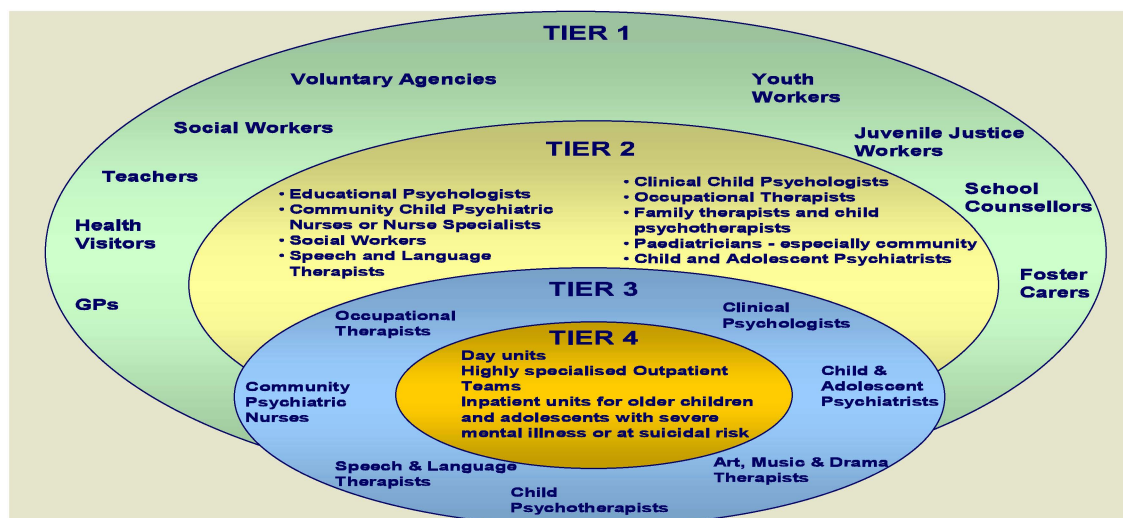 TIER 1
Voluntary Agencies
Youth
Workers
Social Workers
Juvenile Justice
Workers
Teachers
School
Counsellors
Health
Visitors
Foster
Carers
GPs
TIER 2
• Educational Psychologists
• Community Child Psychiatric
Nurses or Nurse Specialists
• Social Workers
• Speech and Language
Therapists
• Clinical Child Psychologists
• Occupational Therapists
• Family therapists and child
psychotherapists
• Paediatricians - especially community
• Child and Adolescent Psychiatrists
TIER 3
Occupational
Therapists
Clinical
Psychologists
Community
Psychiatric
Nurses
Child &
Adolescent
Psychiatrists
Speech & Language
Therapists
Child
Psychotherapists
Art, Music & Drama
Therapists
TIER 4
Day units
Highly specialised Outpatient
Teams
Inpatient units for older children
and adolescents with severe
mental illness or at suicidal risk